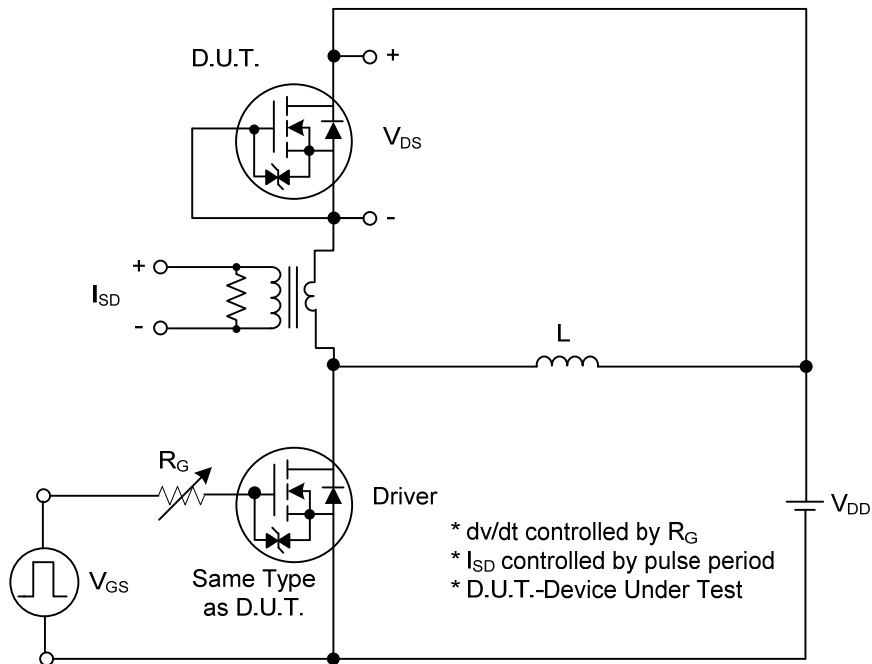 D.U.T.
+
V_DS
-
+
I_SD
-
L
R_G
Driver
V_DD
V_GS
Same Type
as D.U.T.
* dv/dt controlled by R_G
* I_SD controlled by pulse period
* D.U.T.-Device Under Test